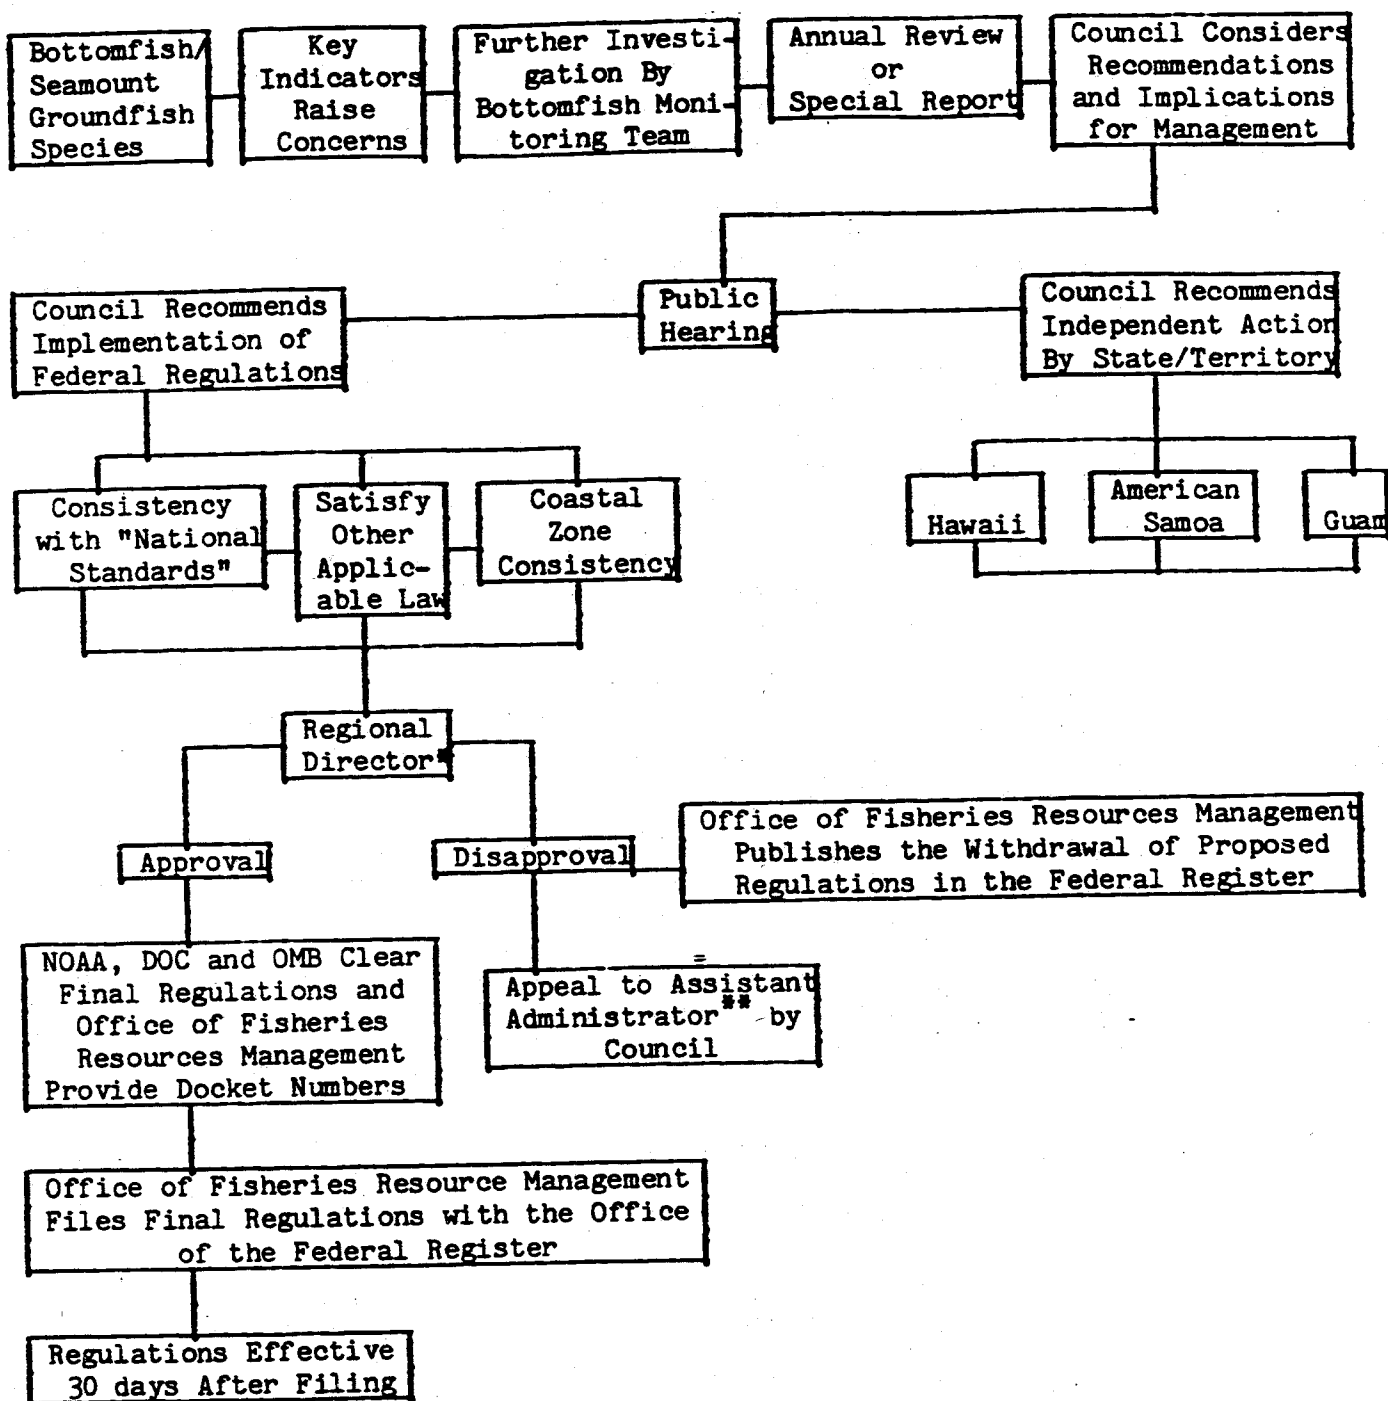 Bottomfish/
Seamount
Groundfish
Species
Key
Indicators
Raise
Concerns
Further Investi-
gation By
Bottomfish Moni-
toring Team
Annual Review
or
Special Report
Council Considers
Recommendations
and Implications
for Management
Council Recommends
Implementation of
Federal Regulations
Public
Hearing
Council Recommends
Independent Action
By State/Territory
Consistency
with "National
Standards"
Satisfy
Other
Applic-
able Law
Coastal
Zone
Consistency
Hawaii
American
Samoa
Guam
Regional
Director*
Approval
Disapproval
Office of Fisheries Resources Management
Publishes the Withdrawal of Proposed
Regulations in the Federal Register
NOAA, DOC and OMB Clear
Final Regulations and
Office of Fisheries
Resources Management
Provide Docket Numbers
Appeal to Assistant
Administrator** by
Council
Office of Fisheries Resource Management
Files Final Regulations with the Office
of the Federal Register
Regulations Effective
30 days After Filing